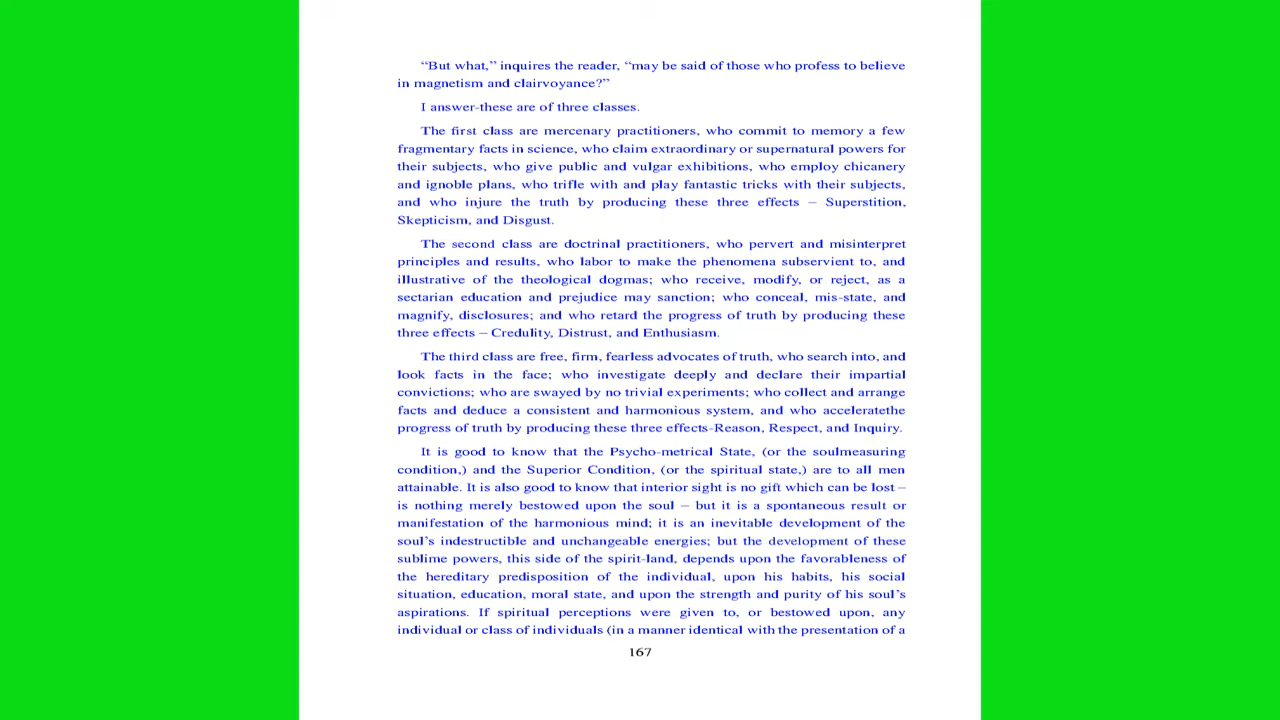 “But what,” inquires the reader, “may be said of those who profess to believe
in magnetism and clairvoyance?”
I answer-these are of three classes.
The first class are mercenary practitioners, who commit to memory a few
fragmentary facts in science, who claim extraordinary or supernatural powers for
their subjects, who give public and vulgar exhibitions, who employ chicanery
and ignoble plans, who trifle with and play fantastic tricks with their subjects,
and who injure the truth by producing these three effects – Superstition,
Skepticism, and Disgust.
The second class are doctrinal practitioners, who pervert and misinterpret
principles and results, who labor to make the phenomena subservient to, and
illustrative of the theological dogmas; who receive, modify, or reject, as a
sectarian education and prejudice may sanction; who conceal, mis-state, and
magnify, disclosures; and who retard the progress of truth by producing these
three effects – Credulity, Distrust, and Enthusiasm.
The third class are free, firm, fearless advocates of truth, who search into, and
look facts in the face; who investigate deeply and declare their impartial
convictions; who are swayed by no trivial experiments; who collect and arrange
facts and deduce a consistent and harmonious system, and who acceleratethe
progress of truth by producing these three effects-Reason, Respect, and Inquiry.
It is good to know that the Psycho-metrical State, (or the soulmeasuring
condition,) and the Superior Condition, (or the spiritual state,) are to all men
attainable. It is also good to know that interior sight is no gift which can be lost –
is nothing merely bestowed upon the soul – but it is a spontaneous result or
manifestation of the harmonious mind; it is an inevitable development of the
soul’s indestructible and unchangeable energies; but the development of these
sublime powers, this side of the spirit-land, depends upon the favorableness of
the hereditary predisposition of the individual, upon his habits, his social
situation, education, moral state, and upon the strength and purity of his soul’s
aspirations. If spiritual perceptions were given to, or bestowed upon, any
individual or class of individuals (in a manner identical with the presentation of a
167